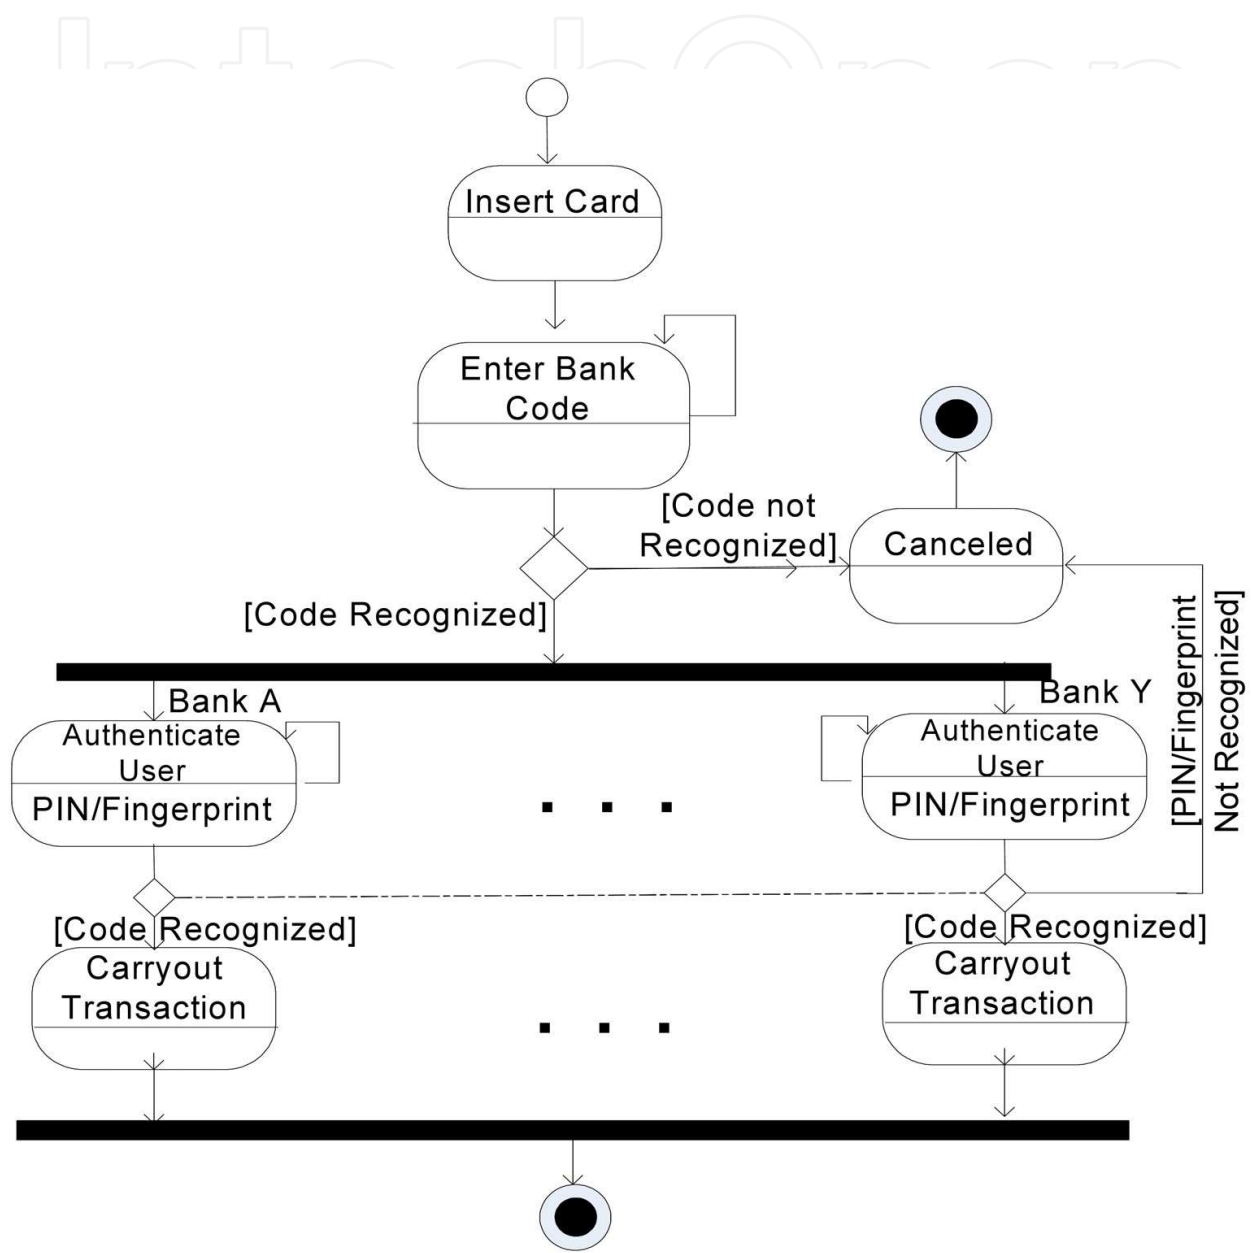 Insert Card
Enter Bank
Code
[Code not
Recognized]
Canceled
[Code Recognized]
Bank A
Bank Y
Authenticate
User
PIN/Fingerprint
Authenticate
User
PIN/Fingerprint
[PIN/Fingerprint
Not Recognized]
[Code Recognized]
[Code Recognized]
Carryout
Transaction
Carryout
Transaction